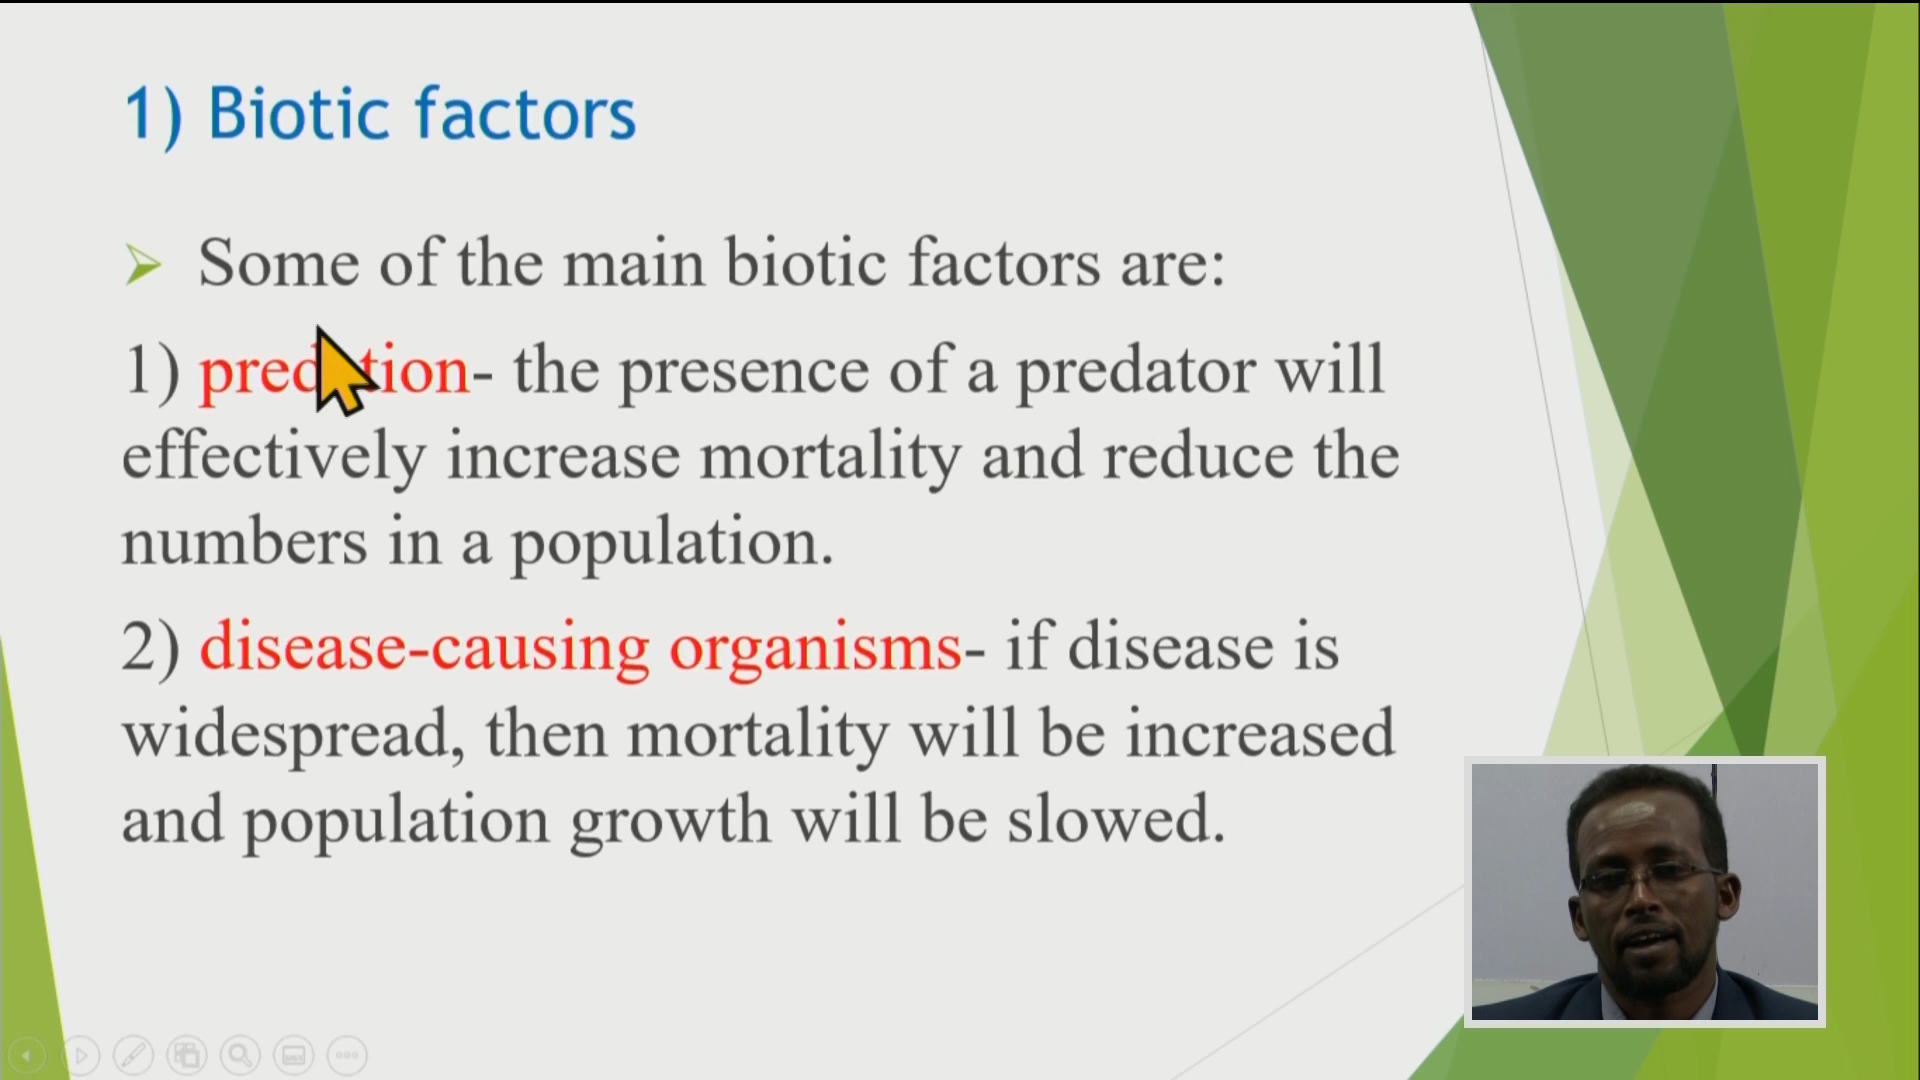 1) Biotic factors
Some of the main biotic factors are:
1) predation- the presence of a predator will
effectively increase mortality and reduce the
numbers in a population.
2) disease-causing organisms- if disease is
widespread, then mortality will be increased
and population growth will be slowed.